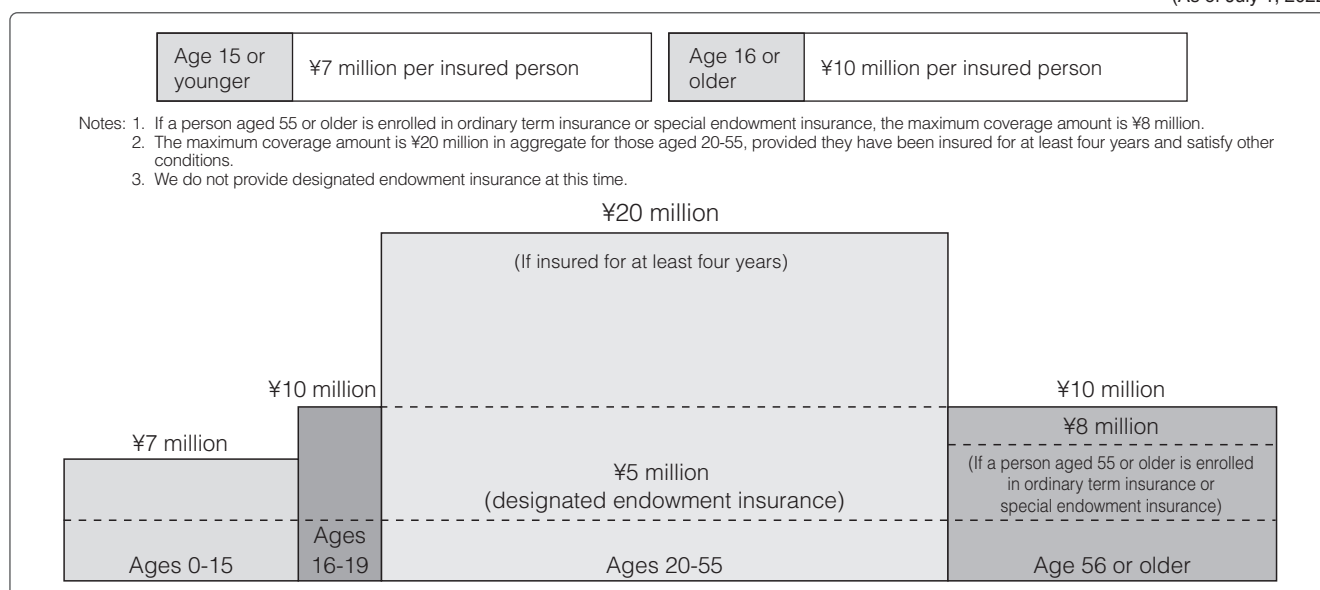 Age 15 or
younger
¥7 million per insured person
Age 16 or
older
¥10 million per insured person
Notes: 1. If a person aged 55 or older is enrolled in ordinary term insurance or special endowment insurance, the maximum coverage amount is ¥8 million.
2. The maximum coverage amount is ¥20 million in aggregate for those aged 20-55, provided they have been insured for at least four years and satisfy other
conditions.
3. We do not provide designated endowment insurance at this time.
¥20 million
(If insured for at least four years)
¥10 million
¥10 million
¥7 million
¥8 million
¥5 million
(designated endowment insurance)
(If a person aged 55 or older is enrolled
in ordinary term insurance or
special endowment insurance)
Ages 0-15
Ages
16-19
Ages 20-55
Age 56 or older